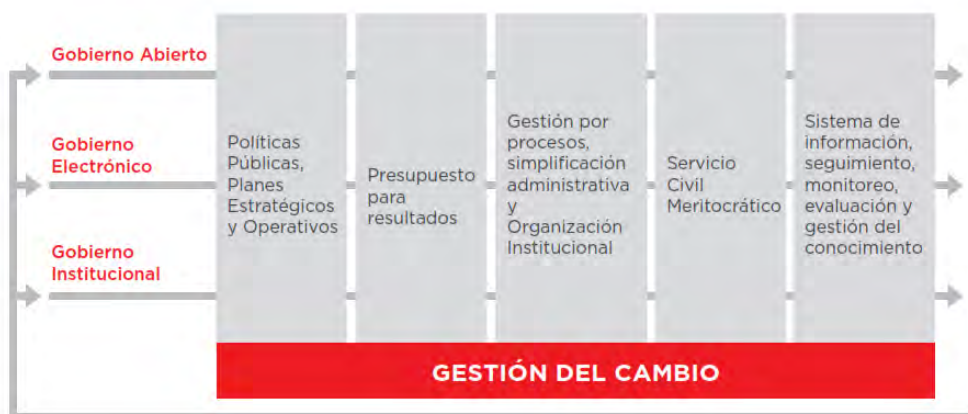 Gobierno Abierto
Gobierno
Electrónico
Gobierno
Institucional
Políticas
Públicas,
Planes
Estratégicos
y Operativos
Presupuesto
para
resultados
Gestión por
procesos,
simplificación
administrativa
y
Organización
Institucional
Servicio
Civil
Meritocrático
Sistema de
información,
seguimiento,
monitoreo,
evaluación y
gestión del
conocimiento
GESTIÓN DEL CAMBIO